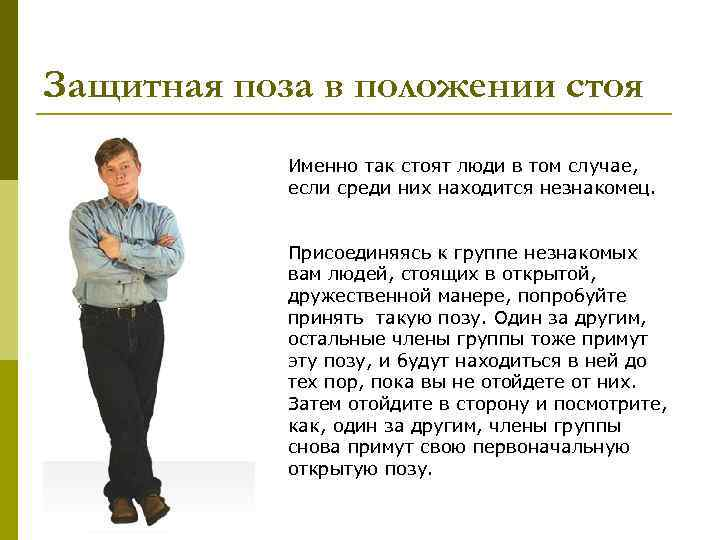 Защитная поза в положении стоя
Именно так стоят люди в том случае,
если среди них находится незнакомец.
Присоединяясь к группе незнакомых
вам людей, стоящих в открытой,
дружественной манере, попробуйте
принять такую позу. Один за другим,
остальные члены группы тоже примут
эту позу, и будут находиться в ней до
тех пор, пока вы не отойдете от них.
Затем отойдите в сторону и посмотрите,
как, один за другим, члены группы
снова примут свою первоначальную
открытую позу.